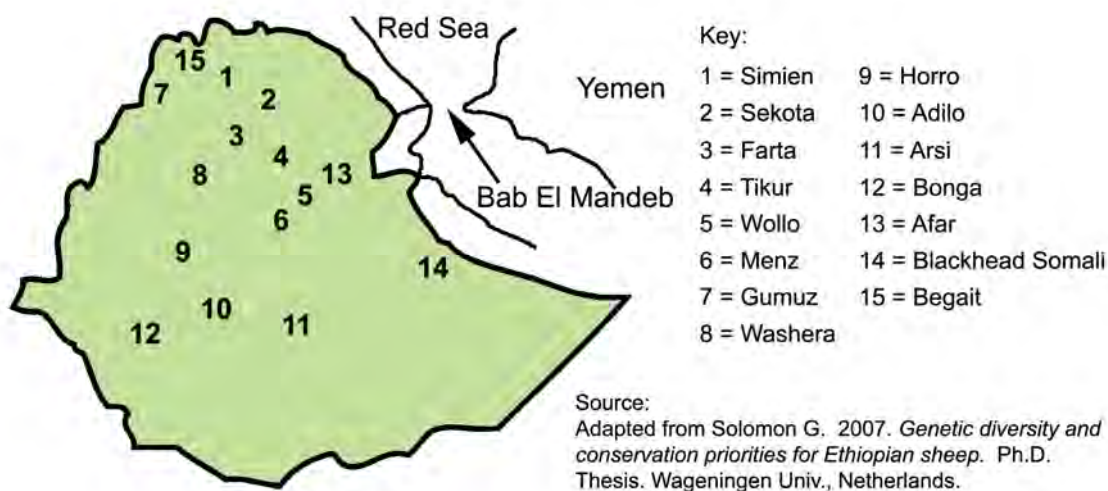 Red Sea
Yemen
Bab El Mandeb
15
1
7
2
3
4
8
13
5
6
9
14
10
11
12
Key:
1 = Simien
2 = Sekota
3 = Farta
4 = Tikur
5 = Wollo
6 = Menz
7 = Gumuz
8 = Washera
9 = Horro
10 = Adilo
11 = Arsi
12 = Bonga
13 = Afar
14 = Blackhead Somali
15 = Begait
Source:
Adapted from Solomon G. 2007. Genetic diversity and
conservation priorities for Ethiopian sheep. Ph.D.
Thesis. Wageningen Univ., Netherlands.